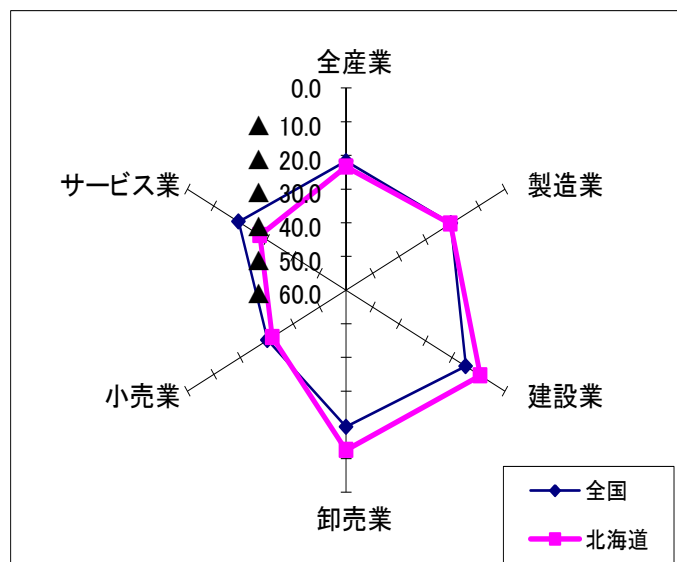 全産業
0.0
▲ 10.0
▲ 20.0
▲ 30.0
▲ 40.0
▲ 50.0
▲ 60.0
サービス業
製造業
小売業
建設業
卸売業
全国
北海道